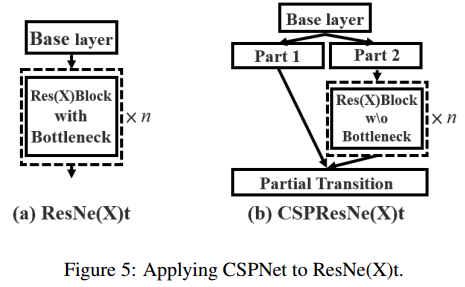 Base layer
Res(X)Block
with
Bottleneck
× n
(a) ResNe(X)t
Base layer
Part 1
Part 2
Res(X)Block
w\o
Bottleneck
× n
Partial Transition
(b) CSPResNe(X)t
Figure 5: Applying CSPNet to ResNe(X)t.